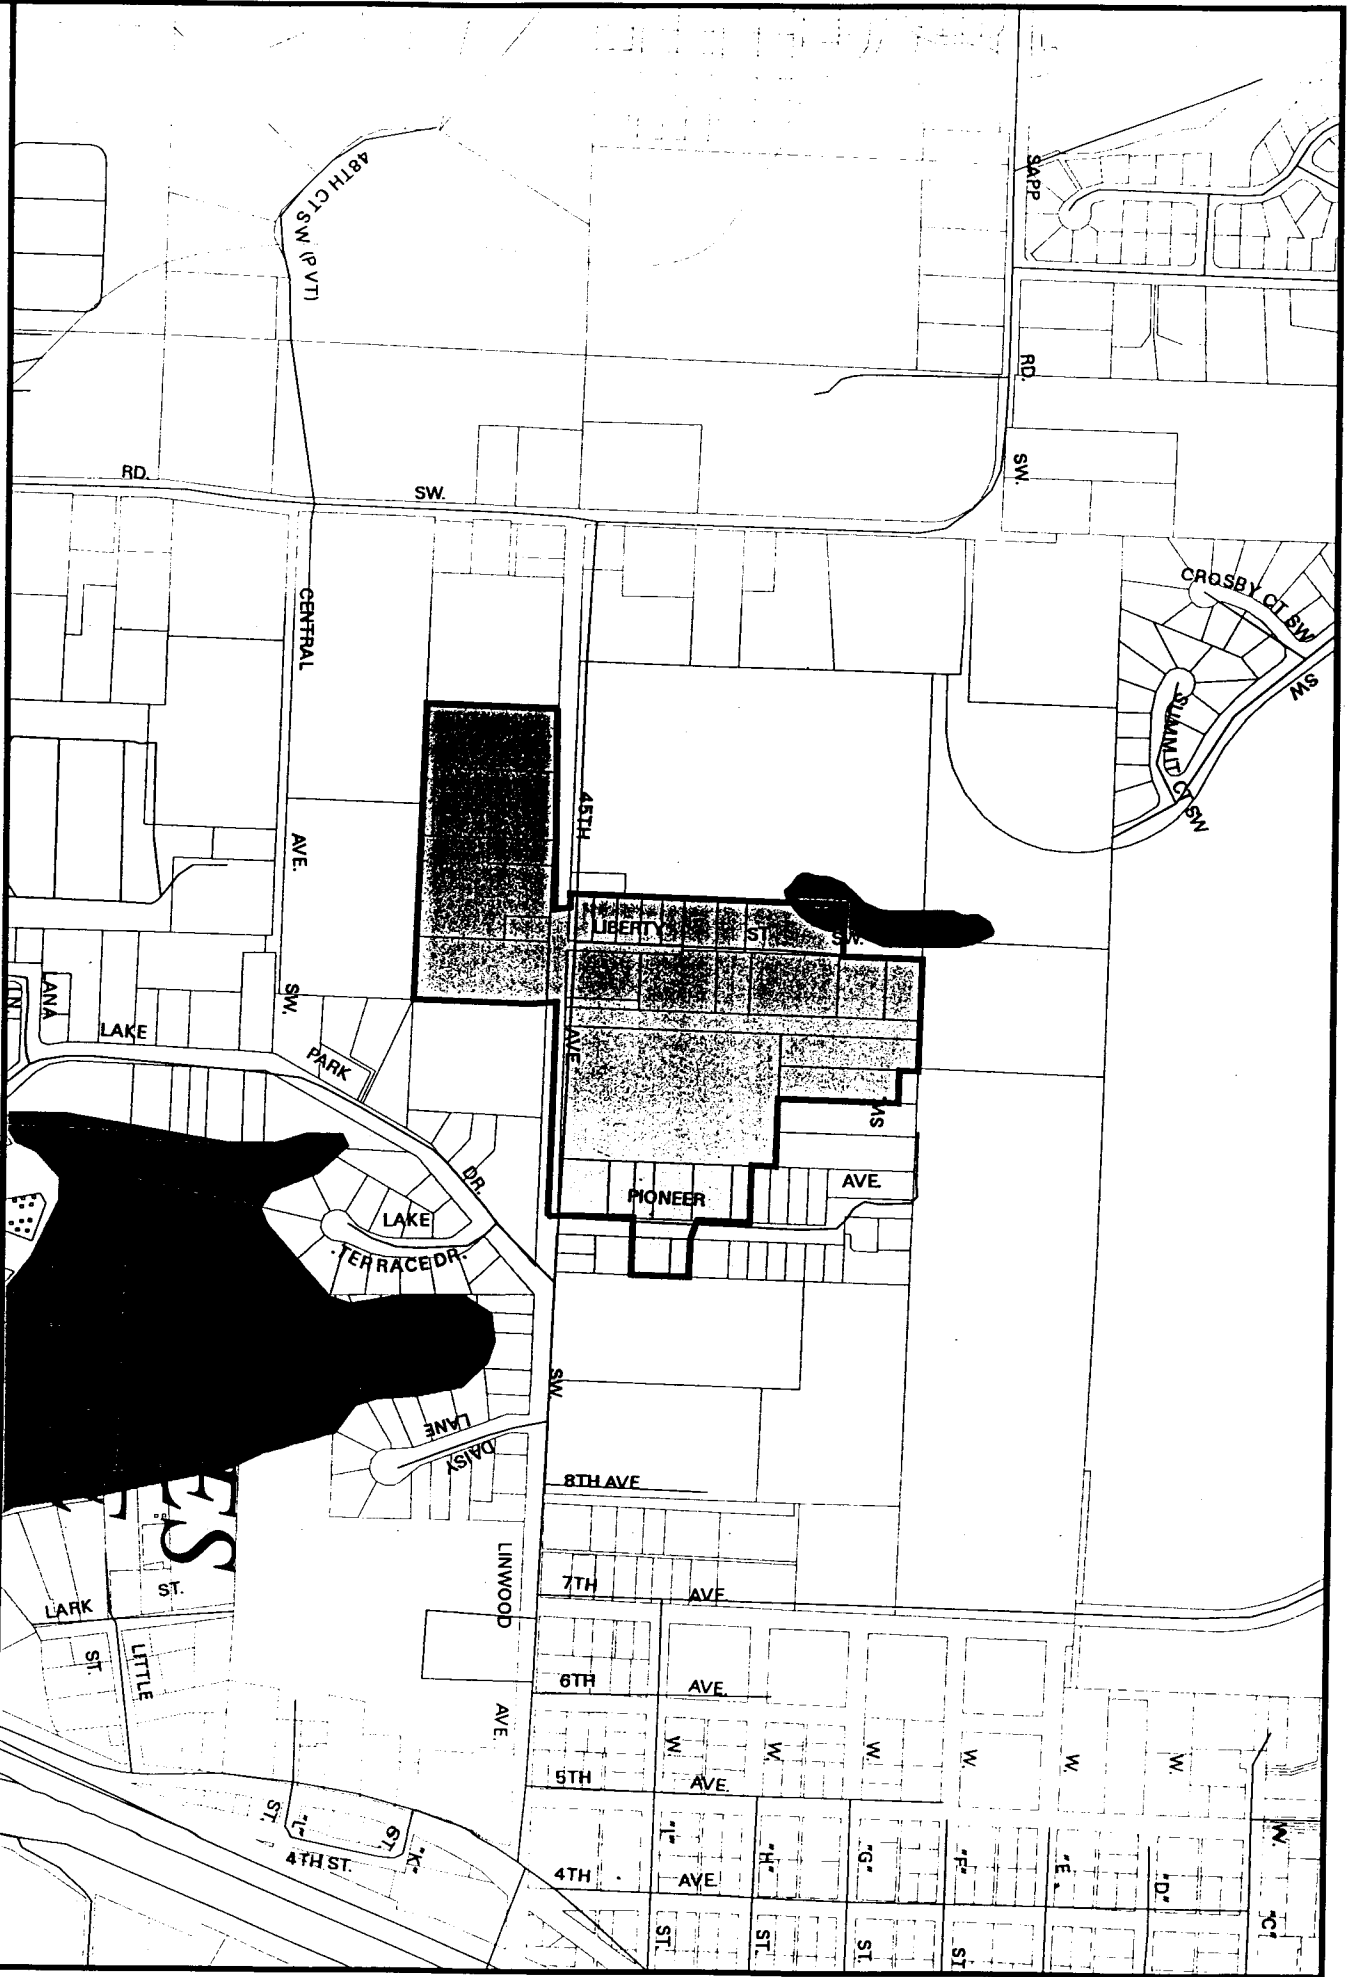 SAPP
RD.
SW.
48TH CT SW (PVT)
RD.
SW.
CROSBY CT SW
SW
SUMMIT CT SW
CENTRAL
AVE.
SW.
45TH
AVE
SW.
LIBERTY ST. SW.
SW
LANA
LN.
LAKE
PARK
DR.
LAKE
TERRACE DR.
PIONEER
AVE.
DAISY
LANE
8TH AVE
7TH AVE.
LINWOOD
AVE.
LARK
ST.
LITTLE
ST.
6TH AVE.
5TH AVE.
4TH AVE.
4TH ST.
"L"
ST.
"K"
ST.
W. "I" ST.
W. "H" ST.
W. "G" ST.
W. "F" ST
W. "E"
W. "D"
W. "C"
ES